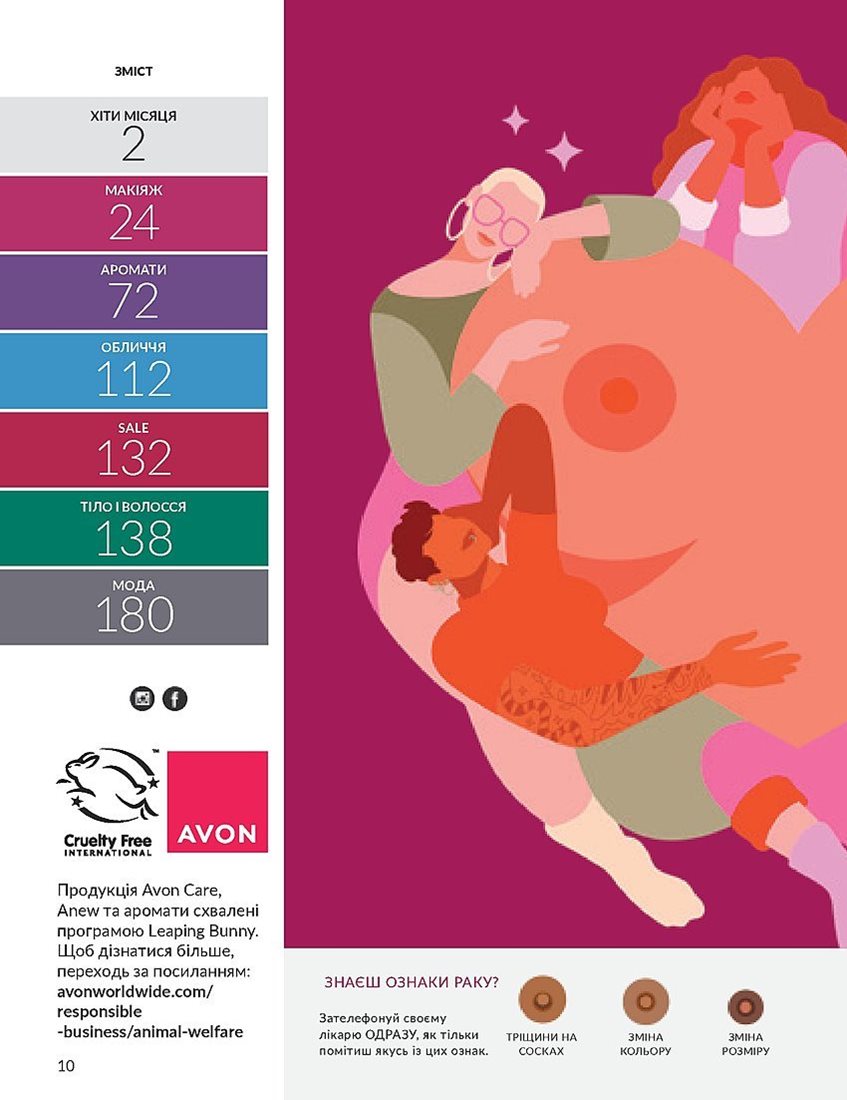 ЗМІСТ
ХІТИ МІСЯЦЯ
2
МАКІЯЖ
24
АРОМАТИ
72
ОБЛИЧЧЯ
112
SALE
132
ТІЛО І ВОЛОССЯ
138
МОДА
180
Cruelty Free
INTERNATIONAL
™
AVON
Продукція Avon Care,
Anew та аромати схвалені
програмою Leaping Bunny.
Щоб дізнатися більше,
переходь за посиланням:
avonworldwide.com/
responsible
-business/animal-welfare
10
ЗНАЄШ ОЗНАКИ РАКУ?
Зателефонуй своєму
лікарю ОДРАЗУ, як тільки
помітиш якусь із цих ознак.
ТРІЩИНИ НА
СОСКАХ
ЗМІНА
КОЛЬОРУ
ЗМІНА
РОЗМІРУ